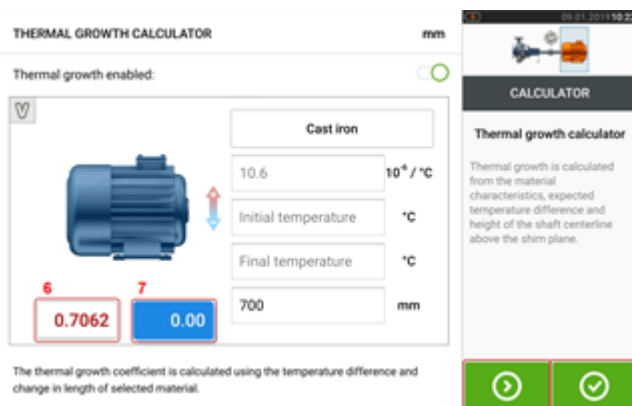 THERMAL GROWTH CALCULATOR
mm
Thermal growth enabled:
Cast iron
10.6
10⁻⁶ / °C
Initial temperature
°C
Final temperature
°C
700
mm
6
7
0.7062
0.00
The thermal growth coefficient is calculated using the temperature difference and
change in length of selected material.
09.01.2019 10:22
CALCULATOR
Thermal growth calculator
Thermal growth is calculated
from the material
characteristics, expected
temperature difference and
height of the shaft centerline
above the shim plane.